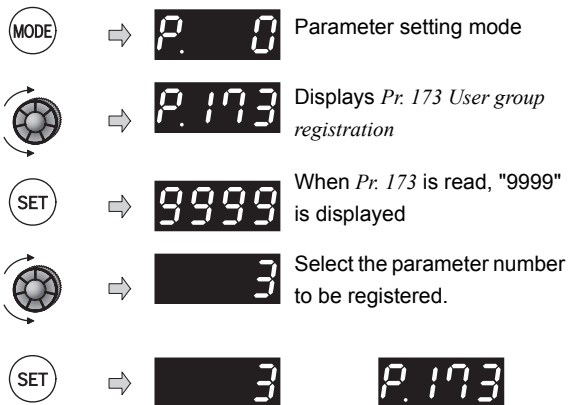 MODE P. 0 Parameter setting mode
P.173 Displays Pr. 173 User group
registration
SET 9999 When Pr. 173 is read, "9999"
is displayed
3 Select the parameter number
to be registered.
SET 3 P.173